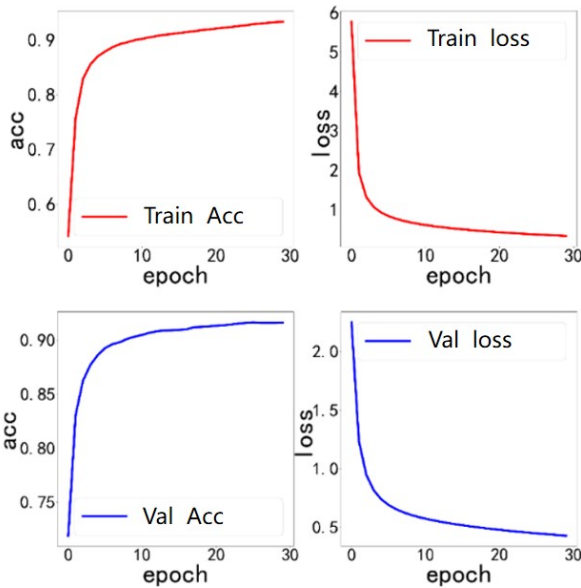 0.9
0.8
0.7
0.6
acc
Train Acc
0 10 20 30
epoch
6
5
4
3
2
1
loss
Train loss
0 10 20 30
epoch
0.90
0.85
0.80
0.75
acc
Val Acc
0 10 20 30
epoch
2.0
1.5
1.0
0.5
loss
Val loss
0 10 20 30
epoch